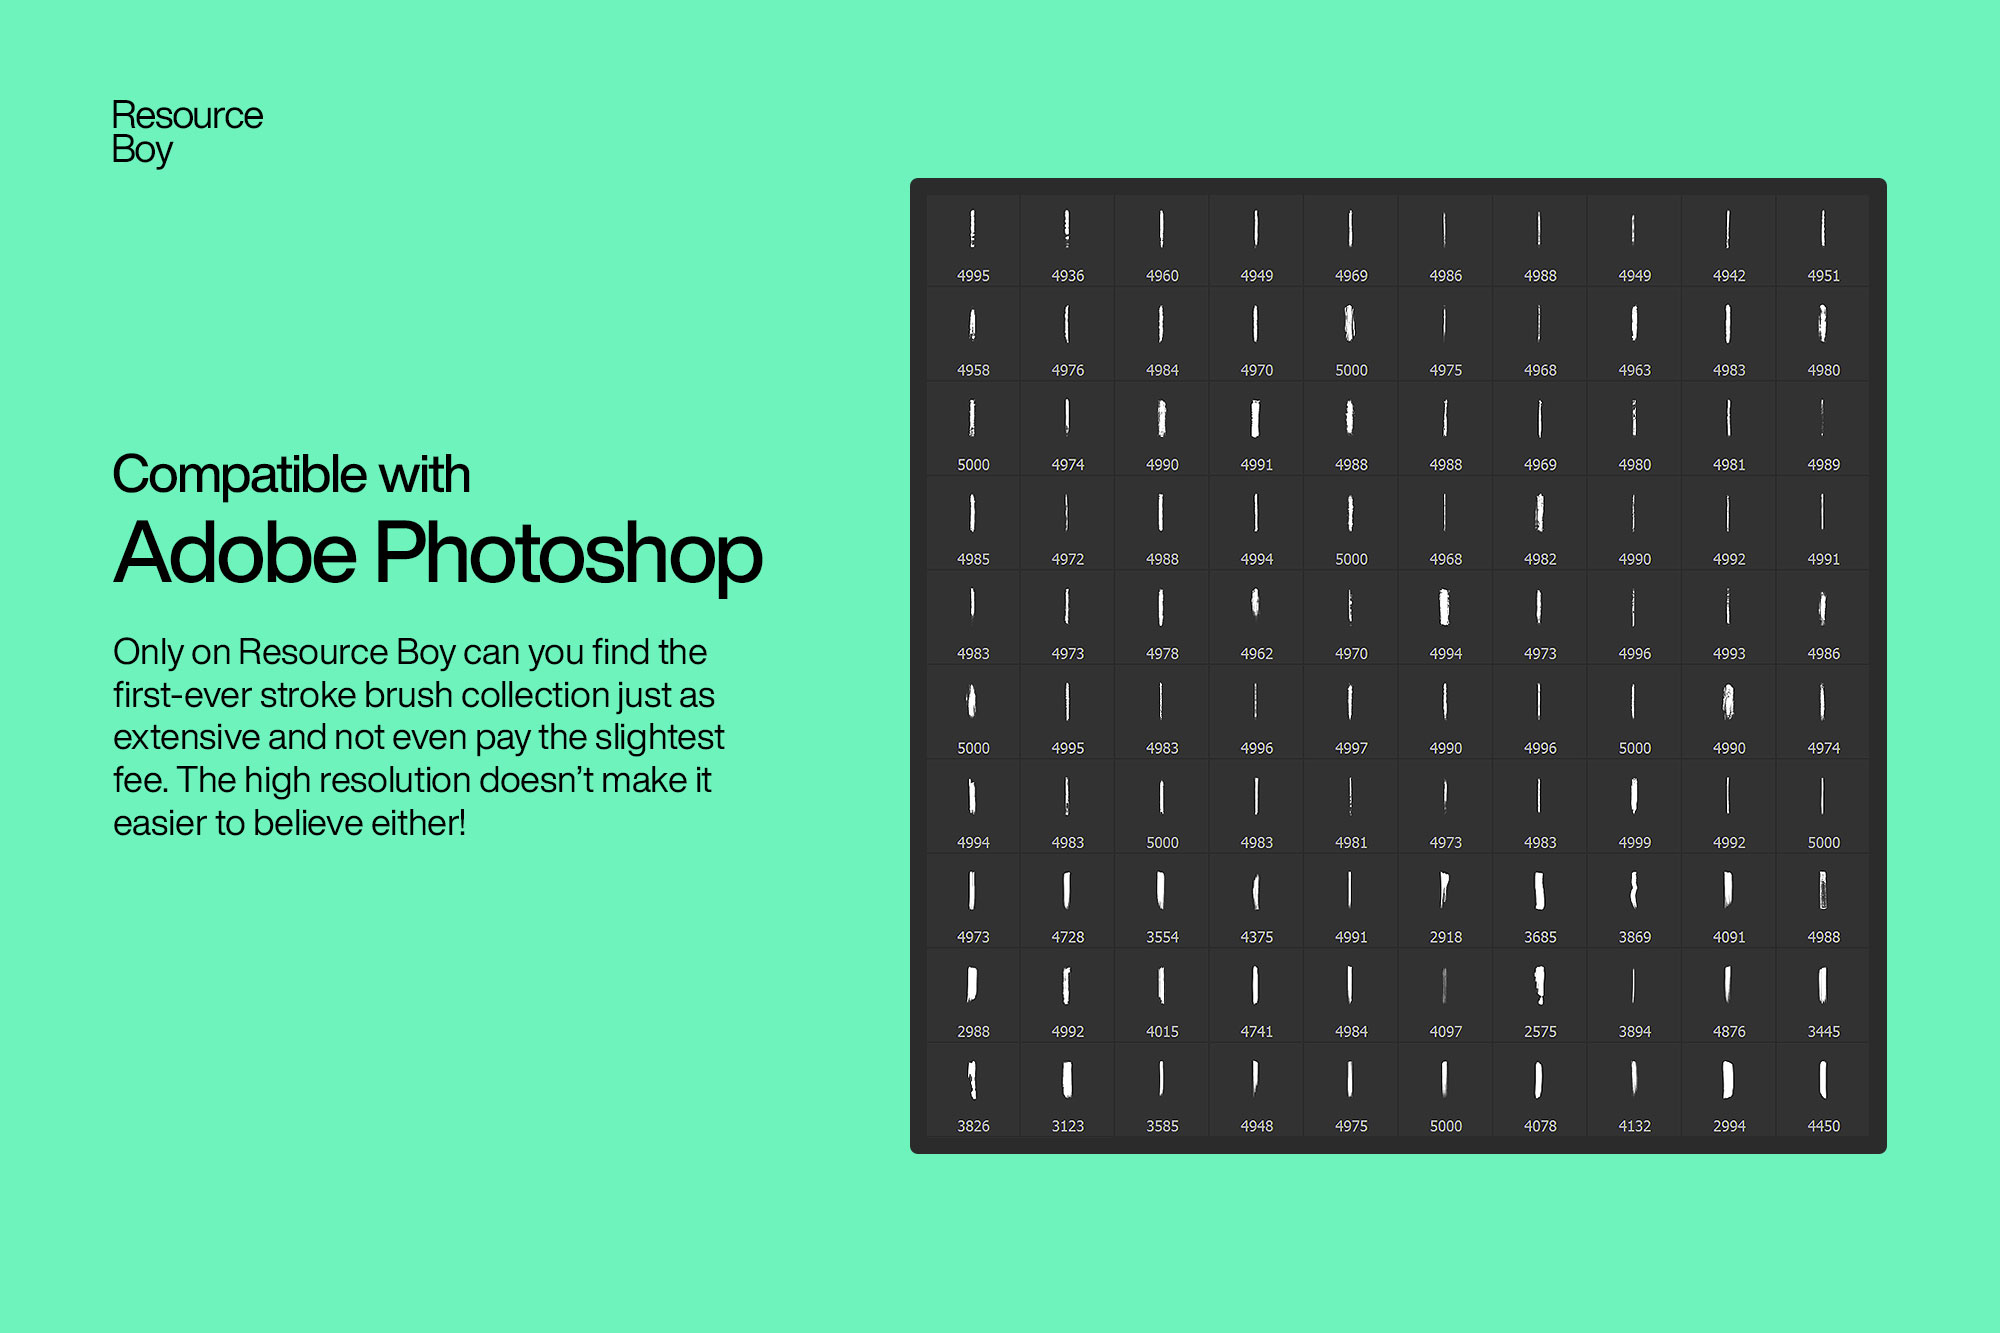 Resource
Boy
Compatible with
Adobe Photoshop
Only on Resource Boy can you find the
first-ever stroke brush collection just as
extensive and not even pay the slightest
fee. The high resolution doesn’t make it
easier to believe either!
4995 4936 4960 4949 4969 4986 4988 4949 4942 4951
4958 4976 4984 4970 5000 4975 4968 4963 4983 4980
5000 4974 4990 4991 4988 4988 4969 4980 4981 4989
4985 4972 4988 4994 5000 4968 4982 4990 4992 4991
4983 4973 4978 4962 4970 4994 4973 4996 4993 4986
5000 4995 4983 4996 4997 4990 4996 5000 4990 4974
4994 4983 5000 4983 4981 4973 4983 4999 4992 5000
4973 4728 3554 4375 4991 2918 3685 3869 4091 4988
2988 4992 4015 4741 4984 4097 2575 3894 4876 3445
3826 3123 3585 4948 4975 5000 4078 4132 2994 4450